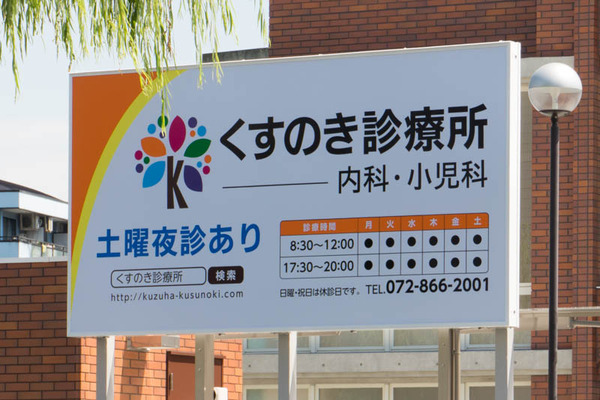 くすのき診療所
内科・小児科
K
土曜夜診あり
診療時間 月 火 水 木 金 土
8:30〜12:00 ● ● ● ● ● ●
17:30〜20:00 ● ● ● ● ● ●
くすのき診療所 検索
http://kuzuha-kusunoki.com
日曜・祝日は休診日です。 TEL.072-866-2001